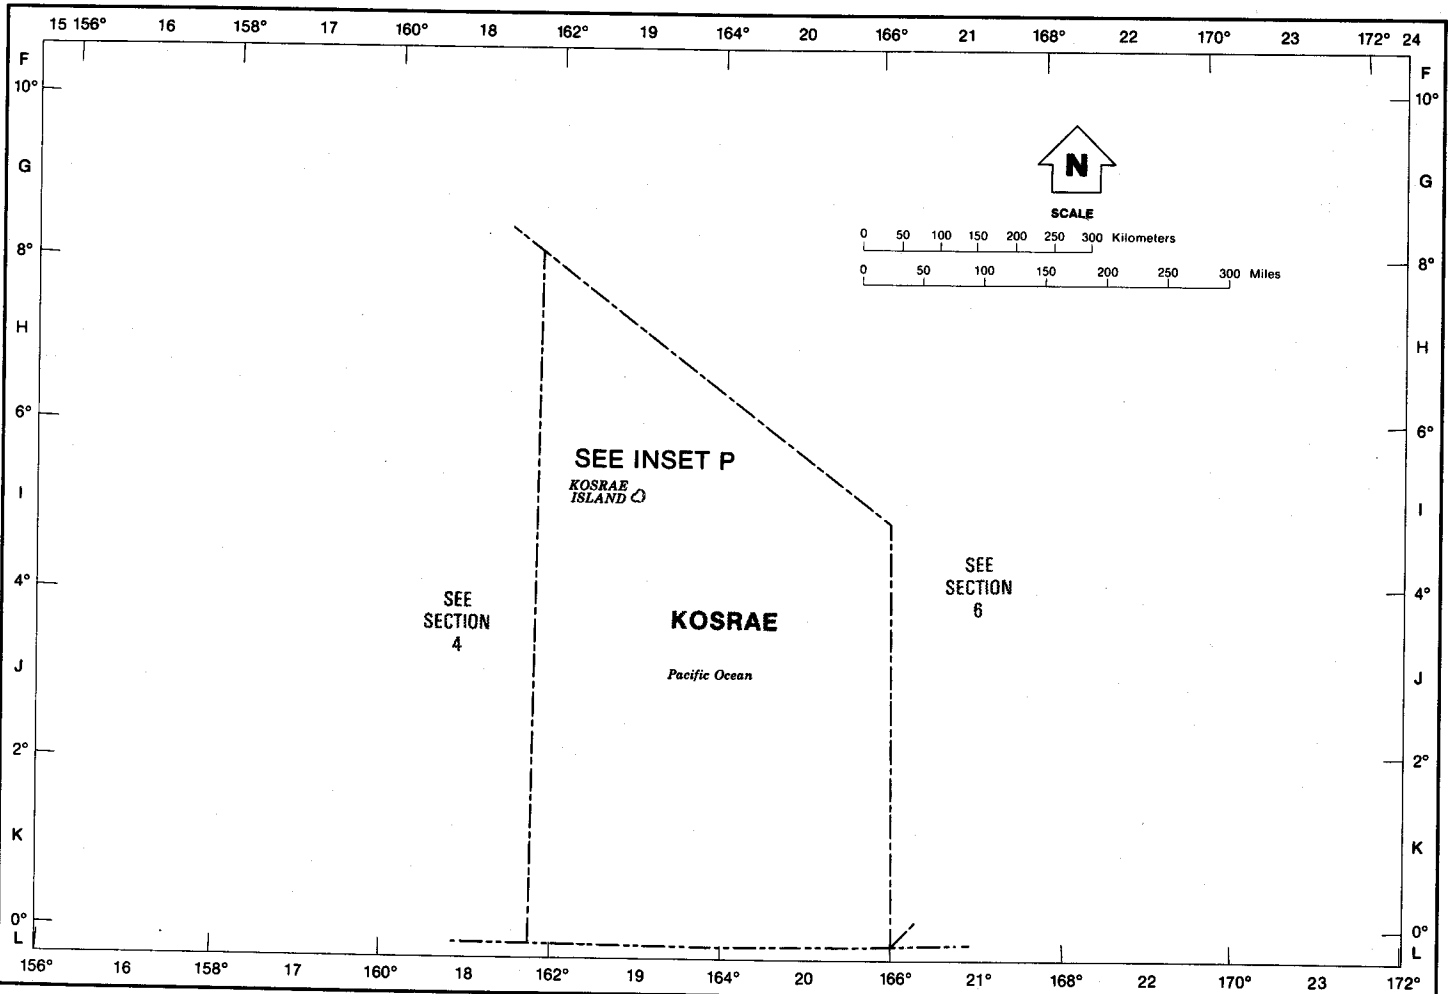 15 156° 16 158° 17 160° 18 162° 19 164° 20 166° 21 168° 22 170° 23 172° 24
F F
10° 10°
G G
N
SCALE
0 50 100 150 200 250 300 Kilometers
8° 8°
0 50 100 150 200 250 300 Miles
H H
6° 6°
SEE INSET P
KOSRAE
ISLAND
I I
SEE
SECTION
6
4° 4°
SEE
SECTION
4
KOSRAE
J J
Pacific Ocean
2° 2°
K K
0° 0°
L L
156° 16 158° 17 160° 18 162° 19 164° 20 166° 21° 168° 22 170° 23 172°